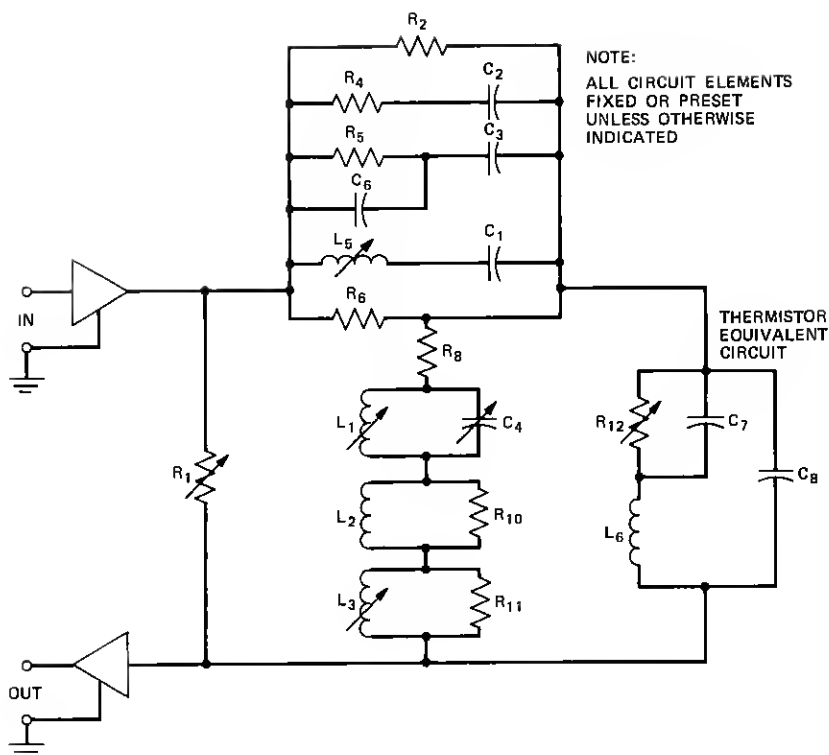 R2
NOTE:
ALL CIRCUIT ELEMENTS
FIXED OR PRESET
UNLESS OTHERWISE
INDICATED
R4
C2
R5
C3
C6
L5
C1
IN
R6
R8
THERMISTOR
EQUIVALENT
CIRCUIT
L1
C4
R12
C7
R1
C8
L2
R10
L6
L3
R11
OUT